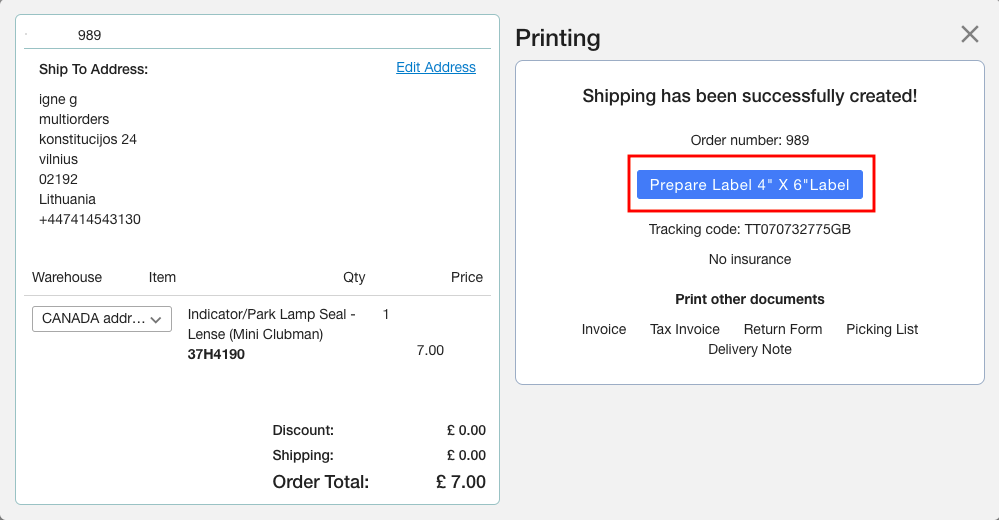 989
Ship To Address:
Edit Address
igne g
multiorders
konstitucijos 24
vilnius
02192
Lithuania
+447414543130
Warehouse Item Qty Price
CANADA addr...
Indicator/Park Lamp Seal - 1
Lense (Mini Clubman)
37H4190
7.00
Discount: £ 0.00
Shipping: £ 0.00
Order Total: £ 7.00
Printing
Shipping has been successfully created!
Order number: 989
Prepare Label 4" X 6"Label
Tracking code: TT070732775GB
No insurance
Print other documents
Invoice Tax Invoice Return Form Picking List
Delivery Note